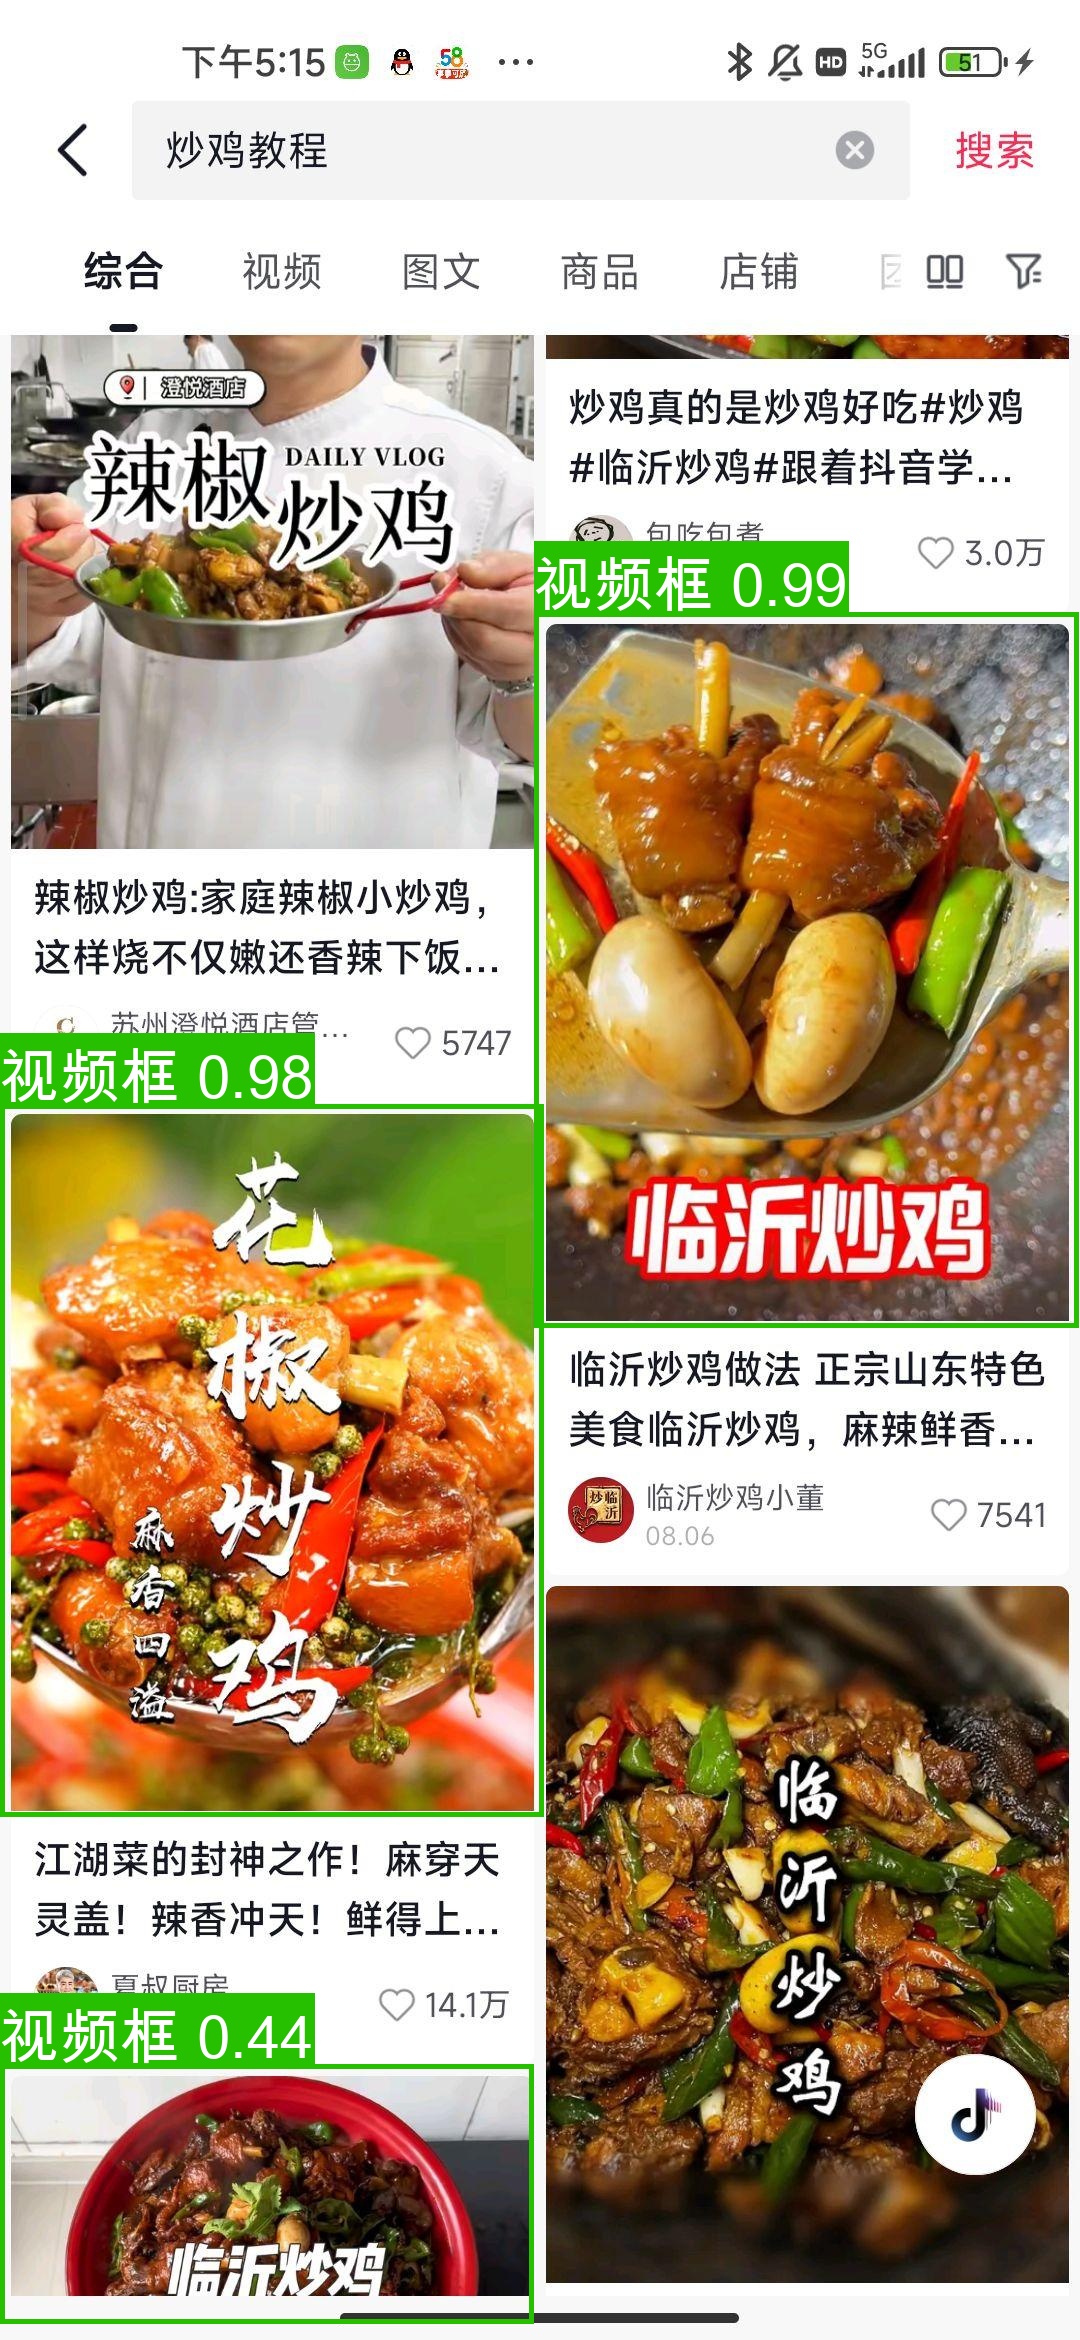 下午5:15
58
...
HD
5G
51
炒鸡教程
搜索
综合
视频
图文
商品
店铺
澄悦酒店
辣椒
DAILY VLOG
炒鸡
辣椒炒鸡:家庭辣椒小炒鸡，
这样烧不仅嫩还香辣下饭...
苏州澄悦酒店管...
5747
视频框 0.98
花
椒
炒
鸡
麻
香
四
溢
江湖菜的封神之作！麻穿天
灵盖！辣香冲天！鲜得上...
夏叔厨房
14.1万
视频框 0.44
临沂炒鸡
炒鸡真的是炒鸡好吃#炒鸡
#临沂炒鸡#跟着抖音学...
包吃包煮
3.0万
视频框 0.99
临沂炒鸡
临沂炒鸡做法 正宗山东特色
美食临沂炒鸡，麻辣鲜香...
炒临
沂
临沂炒鸡小董
08.06
7541
临
沂
炒
鸡